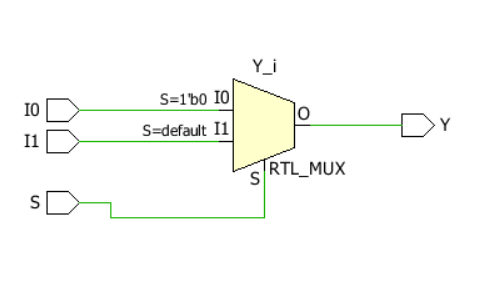 Y_i
I0
S=1'b0 I0
O
Y
I1
S=default I1
S
S
RTL_MUX